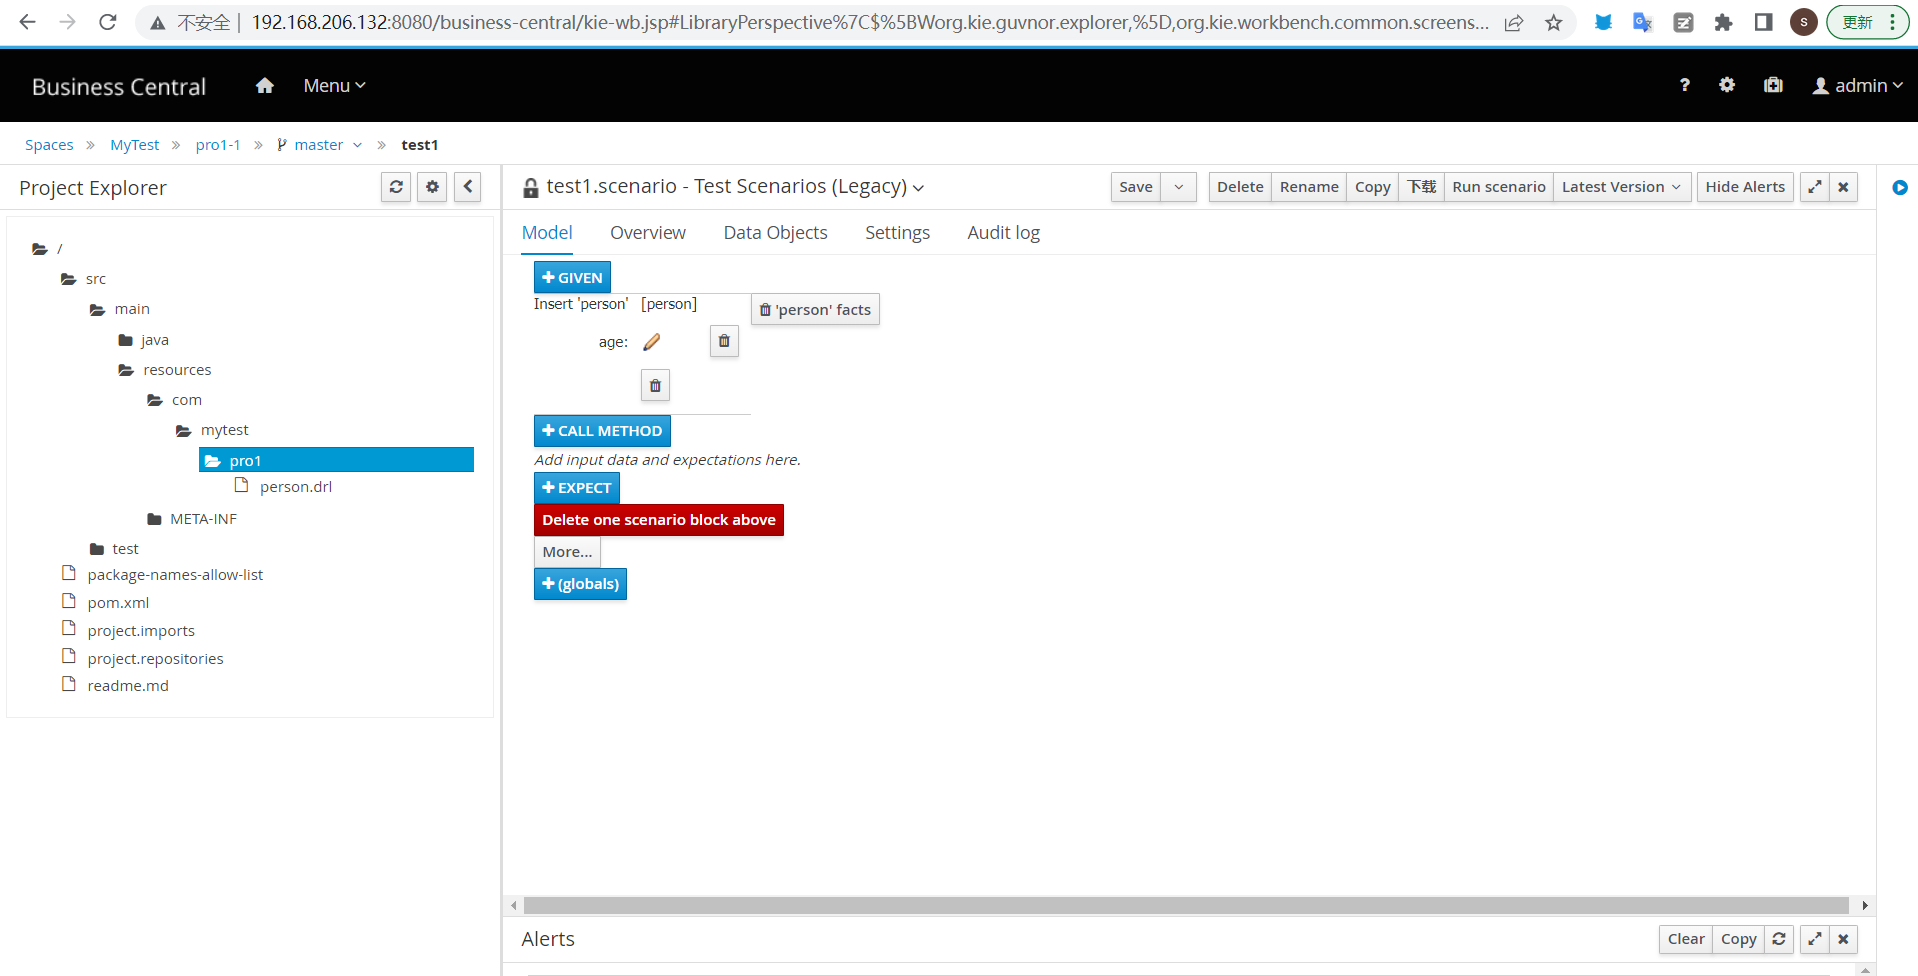 不安全 192.168.206.132:8080/business-central/kie-wb.jsp#LibraryPerspective%7C$%5BWorg.kie.guvnor.explorer,%5D,org.kie.workbench.common.screens... S 更新
Business Central Menu ? admin
Spaces » MyTest » pro1-1 » master » test1
Project Explorer
/
src
main
java
resources
com
mytest
pro1
person.drl
META-INF
test
package-names-allow-list
pom.xml
project.imports
project.repositories
readme.md
test1.scenario - Test Scenarios (Legacy) Save Delete Rename Copy 下载 Run scenario Latest Version Hide Alerts
Model Overview Data Objects Settings Audit log
+ GIVEN
Insert 'person' [person] 'person' facts
age:
+ CALL METHOD
Add input data and expectations here.
+ EXPECT
Delete one scenario block above
More...
+ (globals)
Alerts Clear Copy